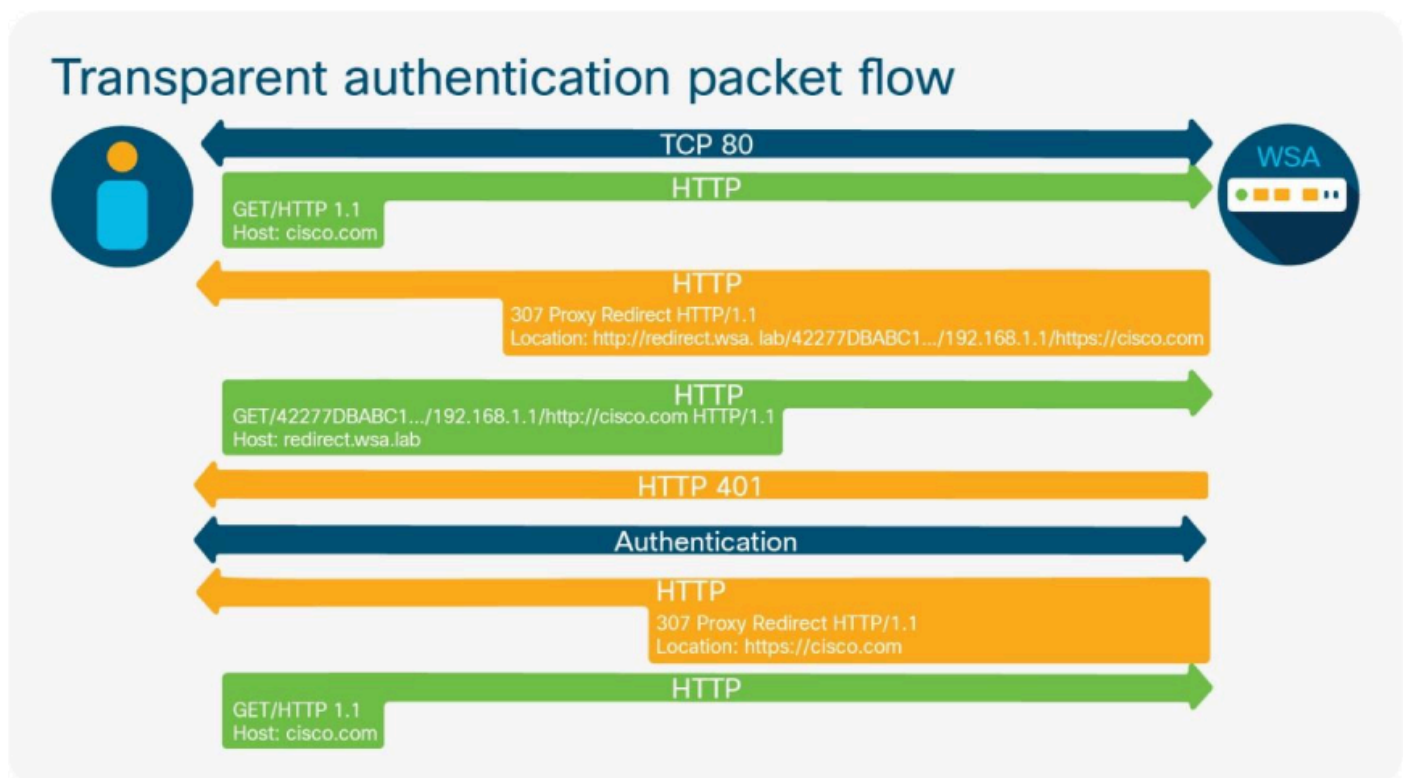 Transparent authentication packet flow
TCP 80
WSA
HTTP
GET/HTTP 1.1
Host: cisco.com
HTTP
307 Proxy Redirect HTTP/1.1
Location: http://redirect.wsa. lab/42277DBABC1.../192.168.1.1/https://cisco.com
HTTP
GET/42277DBABC1.../192.168.1.1/http://cisco.com HTTP/1.1
Host: redirect.wsa.lab
HTTP 401
Authentication
HTTP
307 Proxy Redirect HTTP/1.1
Location: https://cisco.com
HTTP
GET/HTTP 1.1
Host: cisco.com